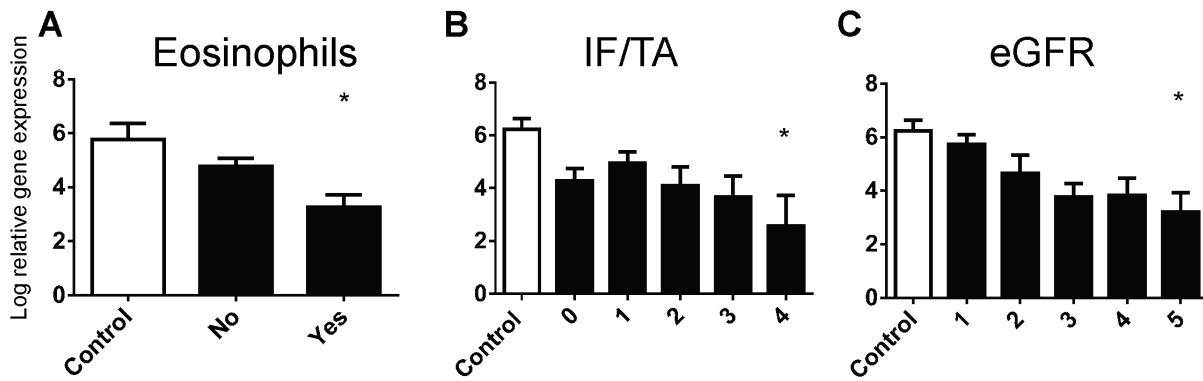 A
Eosinophils
Log relative gene expression
8
6
4
2
0
*
Control
No
Yes
B
IF/TA
8
6
4
2
0
*
Control
0
1
2
3
4
C
eGFR
8
6
4
2
0
*
Control
1
2
3
4
5